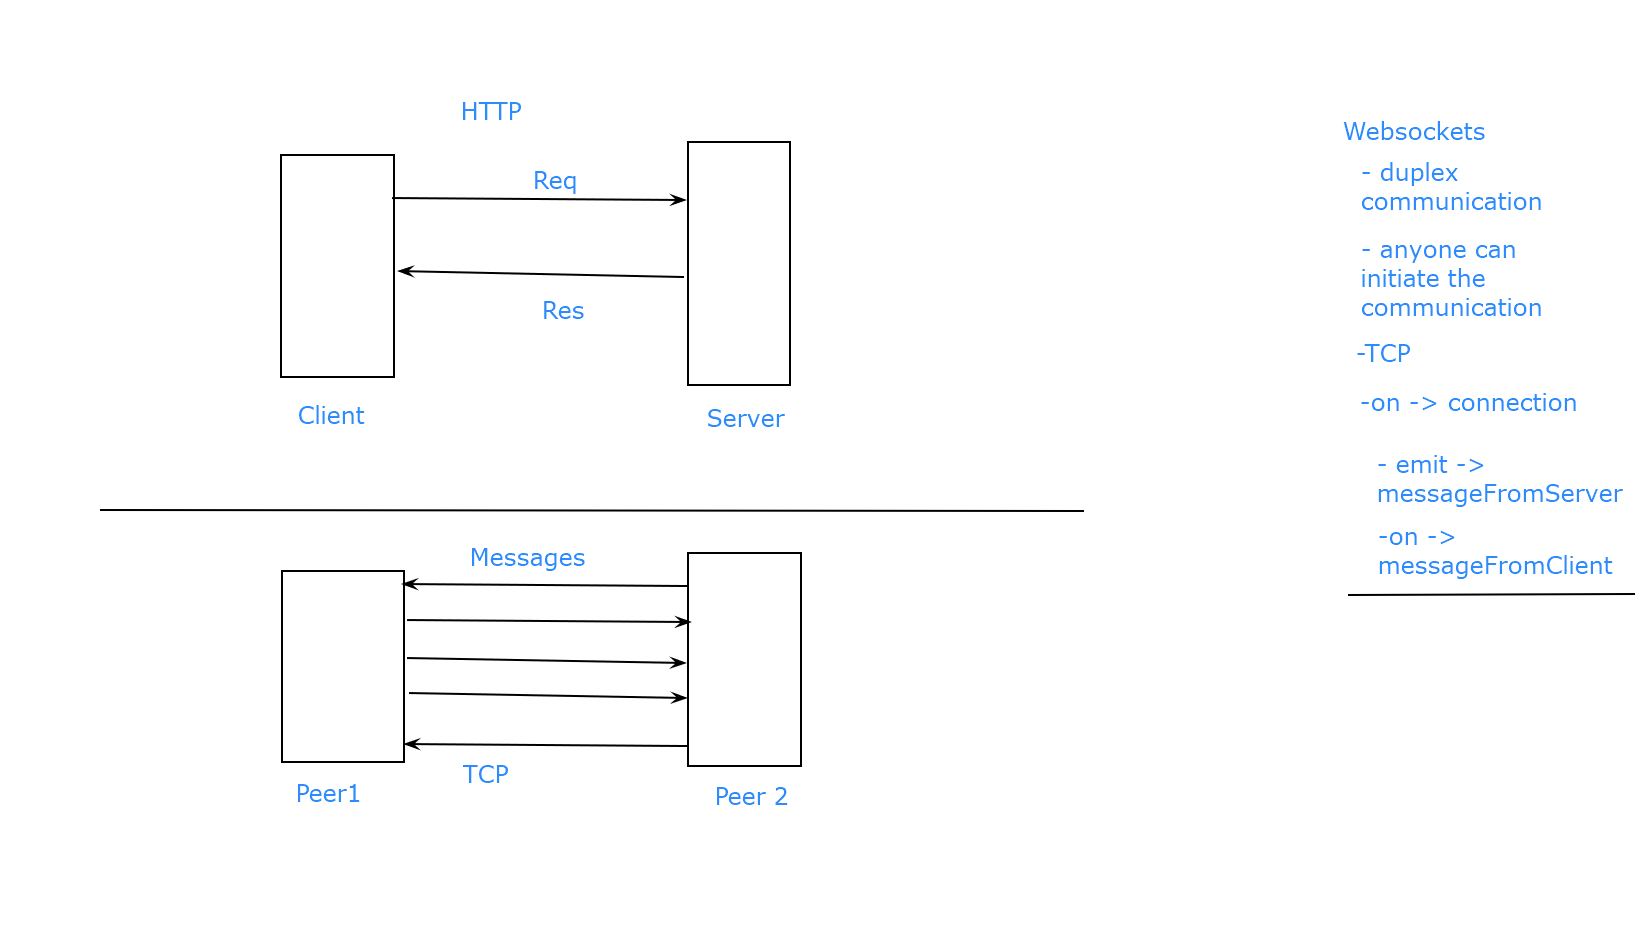 HTTP
Req
Res
Client
Server
Messages
TCP
Peer1
Peer 2
Websockets
- duplex
communication
- anyone can
initiate the
communication
-TCP
-on -> connection
- emit ->
messageFromServer
-on ->
messageFromClient